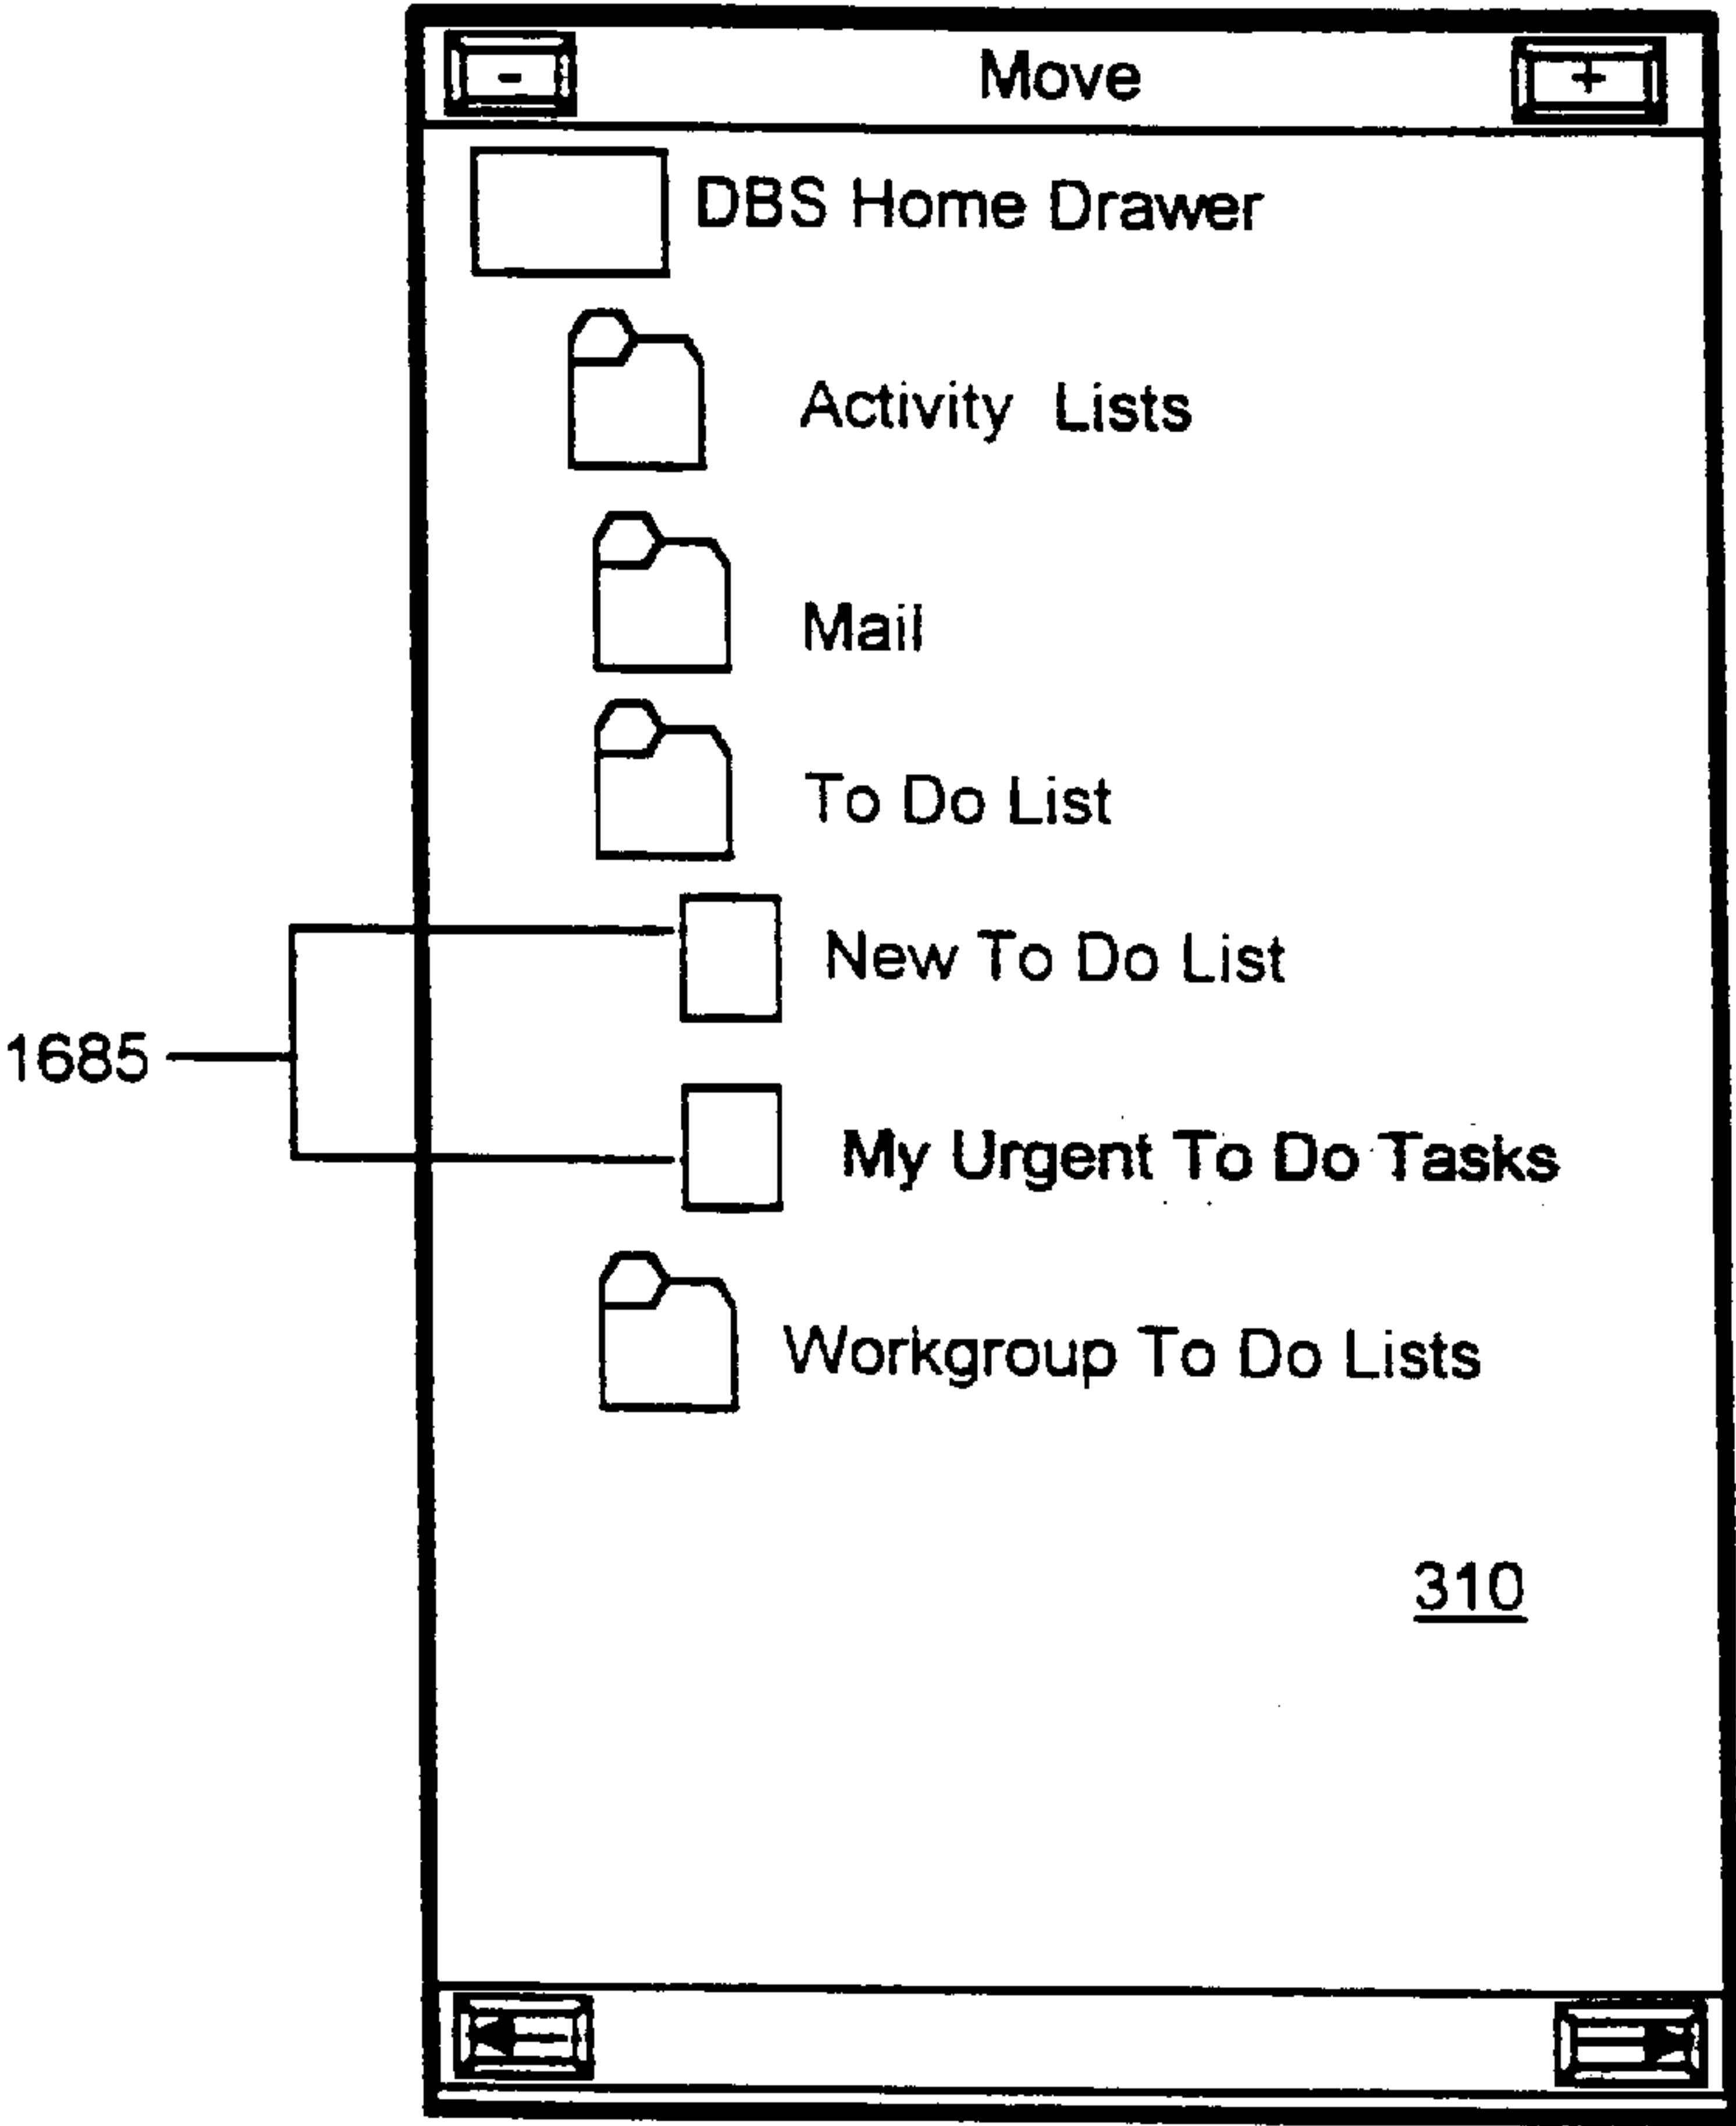 - Move +
DBS Home Drawer
Activity Lists
Mail
To Do List
New To Do List
1685
My Urgent To Do Tasks
Workgroup To Do Lists
310